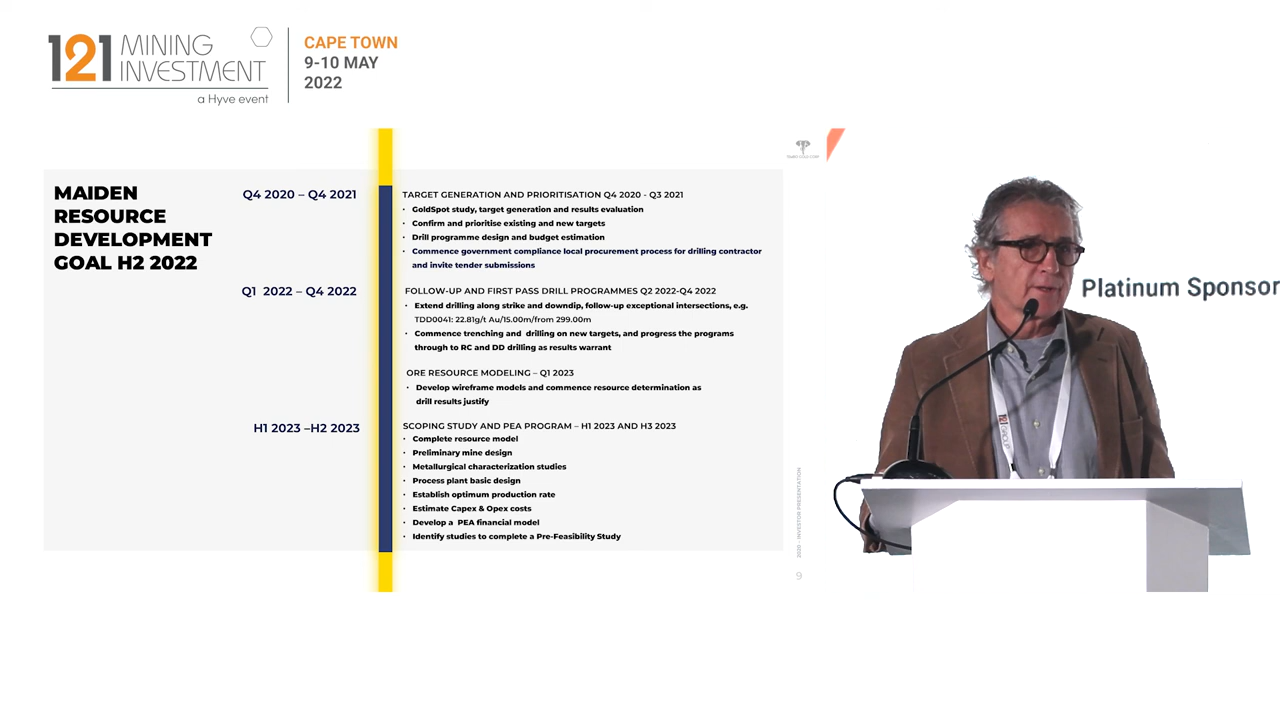 121 MINING
INVESTMENT
a Hyve event
CAPE TOWN
9-10 MAY
2022
MAIDEN
RESOURCE
DEVELOPMENT
GOAL H2 2022
Q4 2020 – Q4 2021
TARGET GENERATION AND PRIORITISATION Q4 2020 - Q3 2021
• GoldSpot study, target generation and results evaluation
• Confirm and prioritise existing and new targets
• Drill programme design and budget estimation
• Commence government compliance local procurement process for drilling contractor
and invite tender submissions
Q1 2022 – Q4 2022
FOLLOW-UP AND FIRST PASS DRILL PROGRAMMES Q2 2022-Q4 2022
• Extend drilling along strike and downdip, follow-up exceptional intersections, e.g.
TDD0041: 22.81g/t Au/15.00m/from 299.00m
• Commence trenching and drilling on new targets, and progress the programs
through to RC and DD drilling as results warrant
ORE RESOURCE MODELING – Q1 2023
• Develop wireframe models and commence resource determination as
drill results justify
H1 2023 –H2 2023
SCOPING STUDY AND PEA PROGRAM – H1 2023 AND H3 2023
• Complete resource model
• Preliminary mine design
• Metallurgical characterization studies
• Process plant basic design
• Establish optimum production rate
• Estimate Capex & Opex costs
• Develop a PEA financial model
• Identify studies to complete a Pre-Feasibility Study
2020 - INVESTOR PRESENTATION
9
Platinum Sponsor
121 GROUP